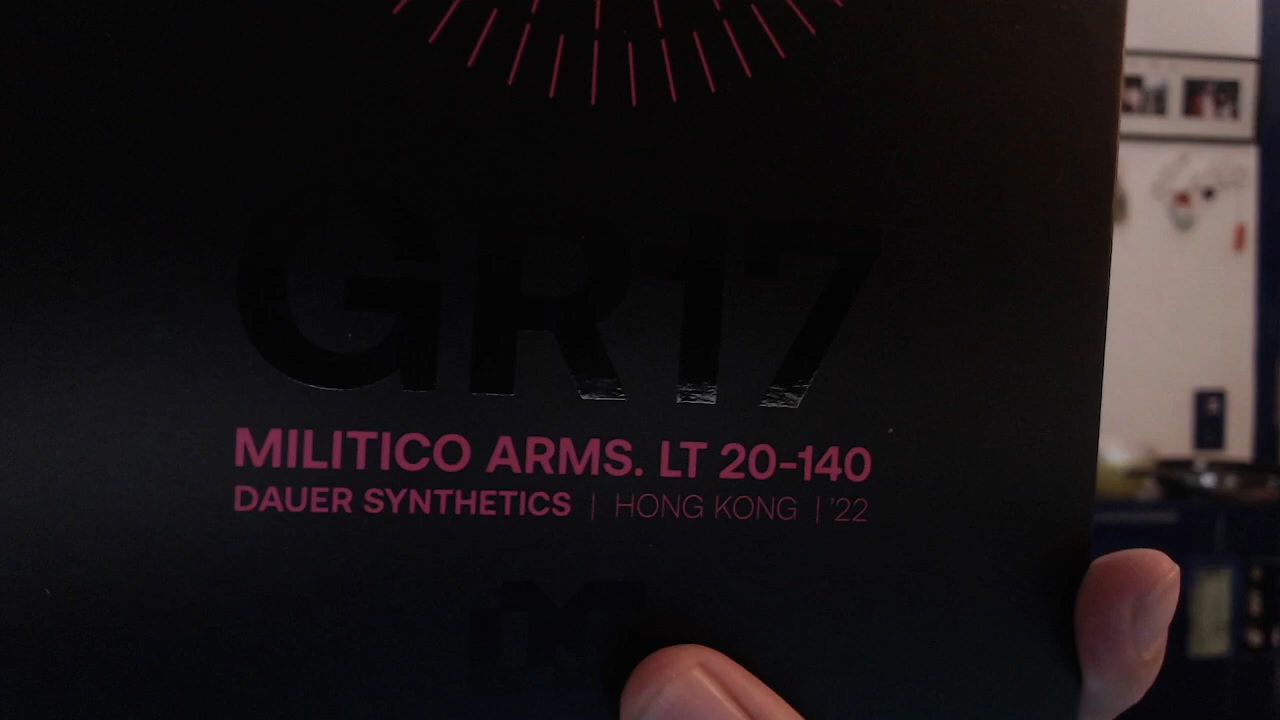 GR17
MILITICO ARMS. LT 20-140
DAUER SYNTHETICS | HONG KONG | '22